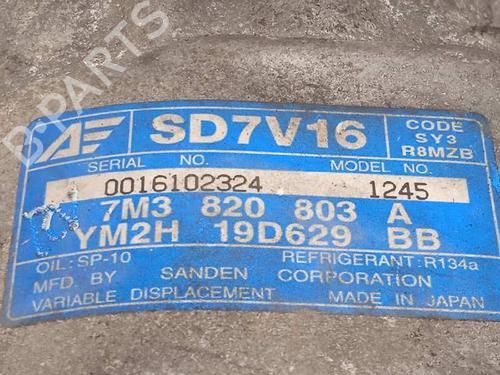 AE SD7V16 CODE
SY3
R8MZB
SERIAL NO. MODEL NO.
0016102324 1245
7M3 820 803 A
YM2H 19D629 BB
OIL:SP-10 REFRIGERANT:R134a
MFD. BY SANDEN CORPORATION
VARIABLE DISPLACEMENT MADE IN JAPAN